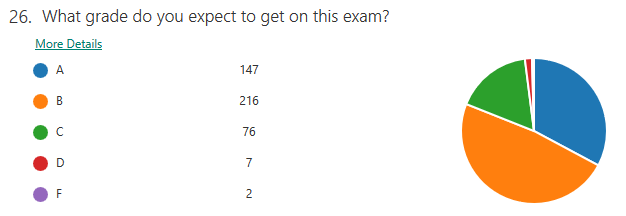 26. What grade do you expect to get on this exam?
More Details
A 147
B 216
C 76
D 7
F 2